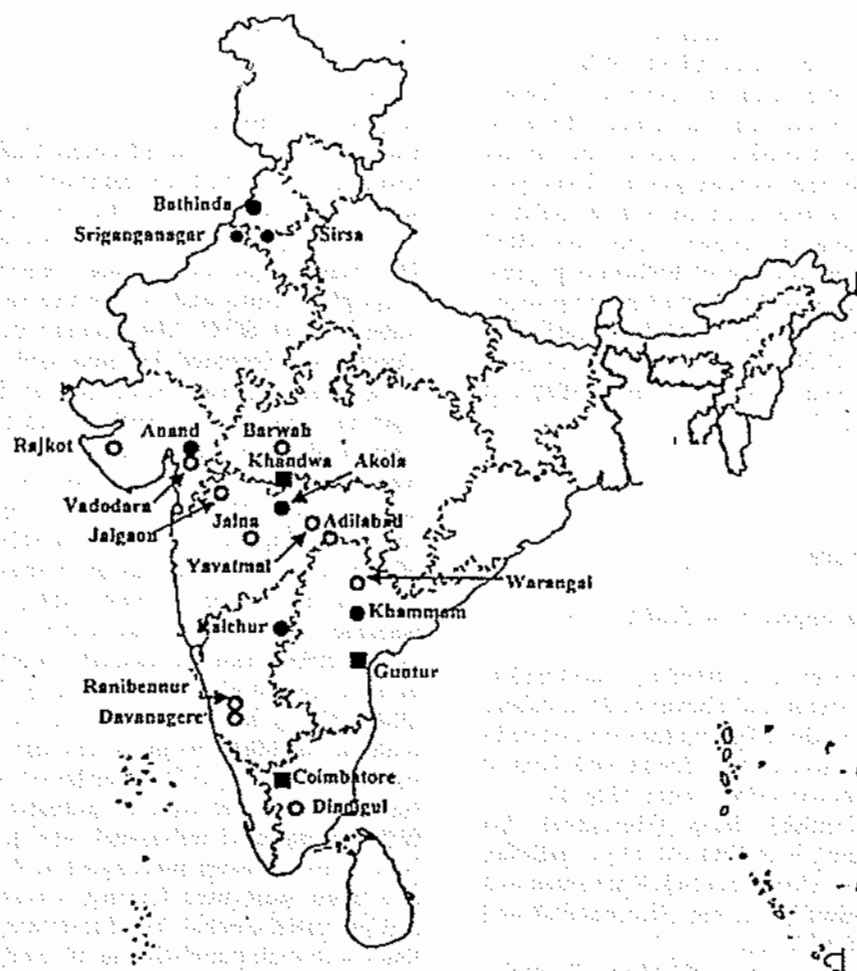 Bathinda
Sriganganagar
Sirsa
Rajkot
Anand
Barwah
Khandwa
Akola
Vadodara
Jalgaon
Jalna
Adilabad
Yavatmal
Warangal
Khammam
Raichur
Guntur
Ranibennur
Davanagere
Coimbatore
Dindigul